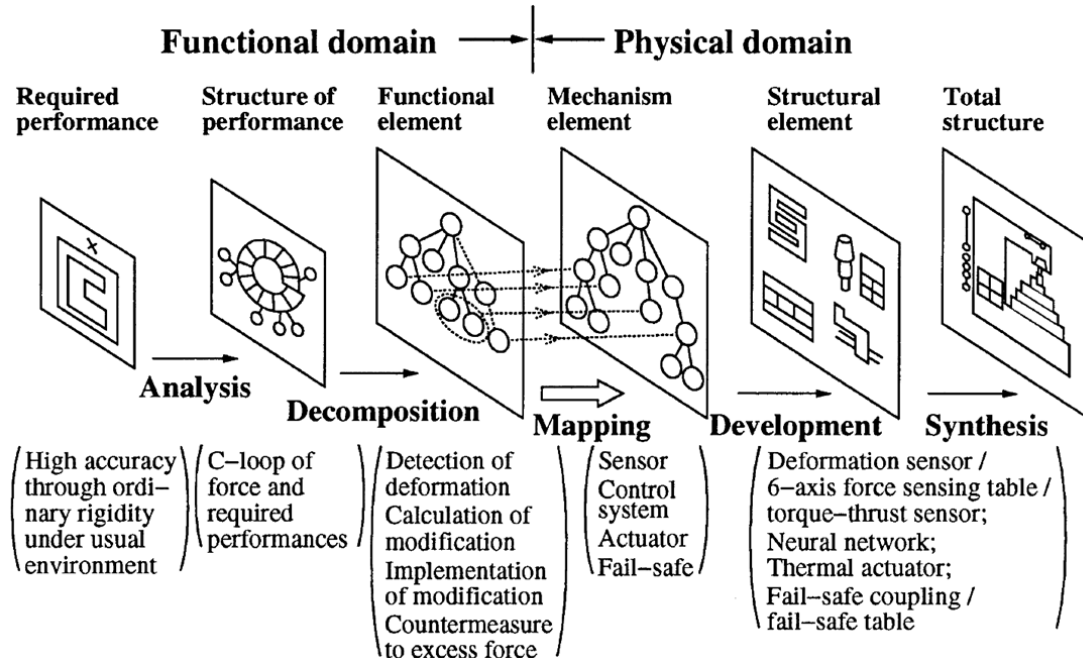 Functional domain
Physical domain
Required
performance
Structure of
performance
Functional
element
Mechanism
element
Structural
element
Total
structure
Analysis
Decomposition
Mapping
Development
Synthesis
High accuracy
through ordi–
nary rigidity
under usual
environment
C–loop of
force and
required
performances
Detection of
deformation
Calculation of
modification
Implementation
of modification
Countermeasure
to excess force
Sensor
Control
system
Actuator
Fail–safe
Deformation sensor /
6–axis force sensing table /
torque–thrust sensor;
Neural network;
Thermal actuator;
Fail–safe coupling /
fail–safe table